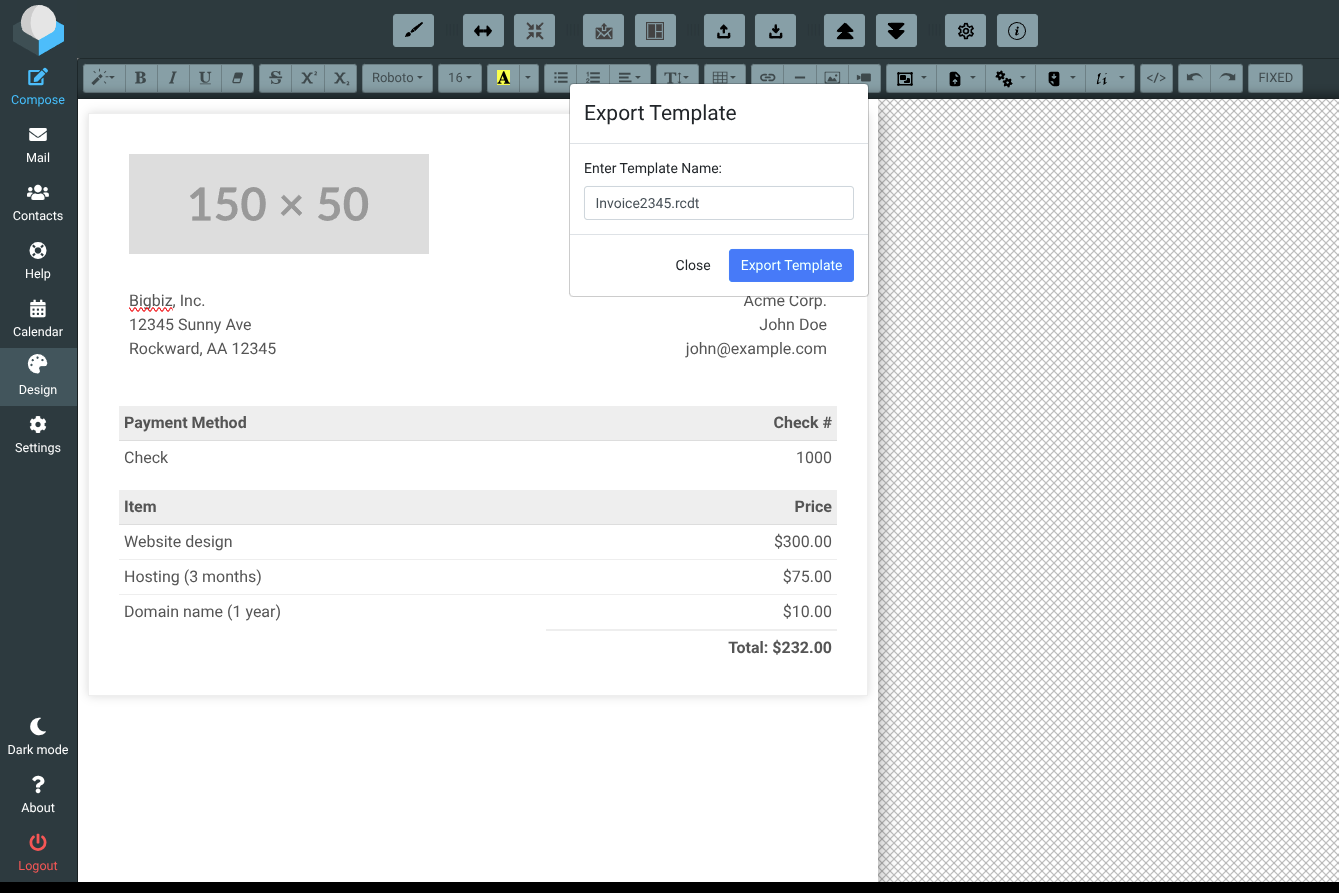 Compose
Mail
Contacts
Help
Calendar
Design
Settings
Dark mode
About
Logout
B I U S X² X₂ Roboto 16 A TI </> FIXED
Export Template
Enter Template Name:
Invoice2345.rcdt
Close Export Template
150 × 50
Bigbiz, Inc. Acme Corp.
12345 Sunny Ave John Doe
Rockward, AA 12345 john@example.com
Payment Method Check #
Check 1000
Item Price
Website design $300.00
Hosting (3 months) $75.00
Domain name (1 year) $10.00
Total: $232.00